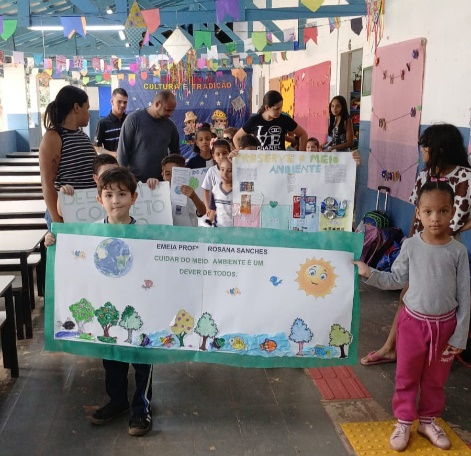 CULTURA E TRADIÇÃO
PRESERVE O MEIO
AMBIENTE
EMEIA PROFª ROSANA SANCHES
CUIDAR DO MEIO AMBIENTE É UM
DEVER DE TODOS.